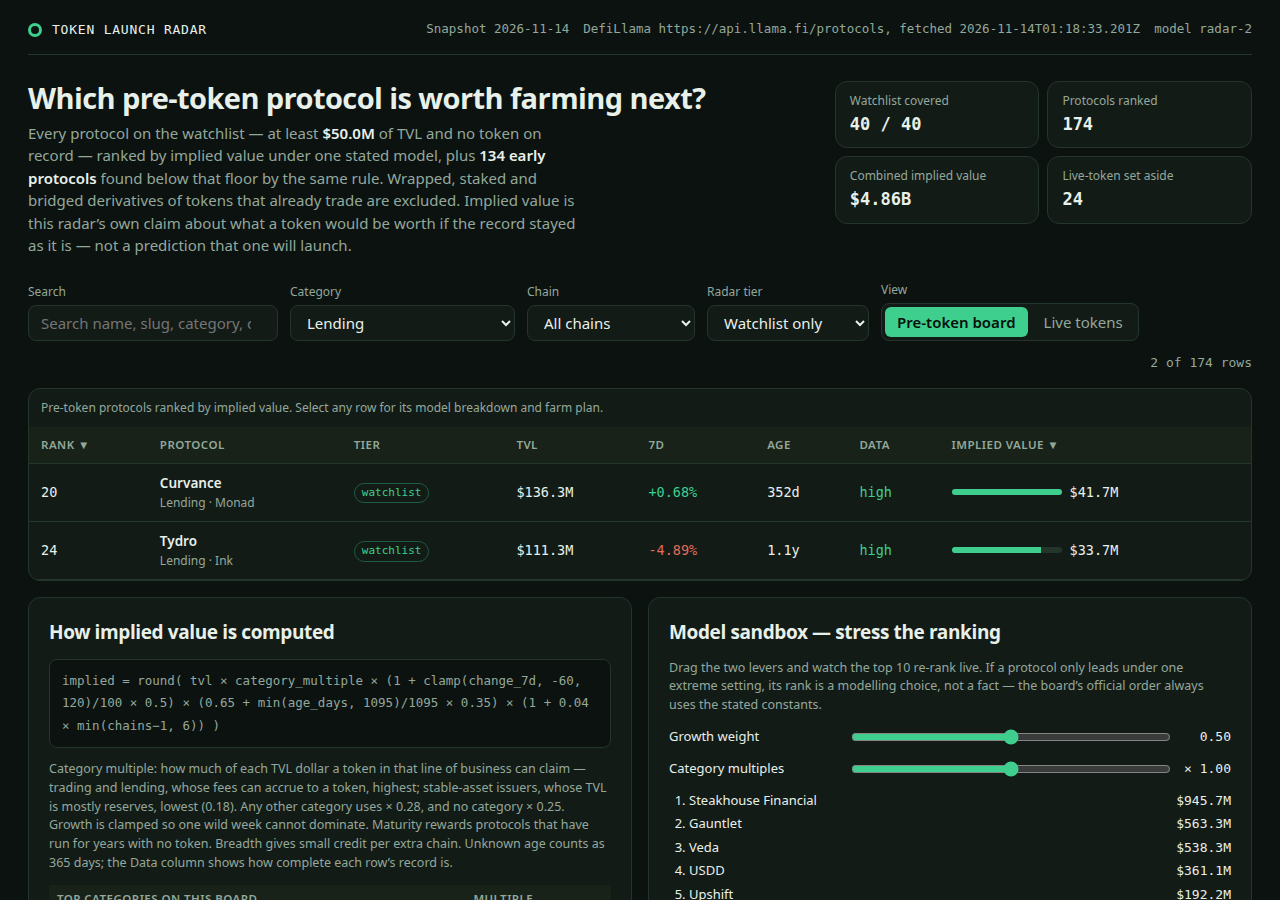 TOKEN LAUNCH RADAR
Snapshot 2026-11-14 DefiLlama https://api.llama.fi/protocols, fetched 2026-11-14T01:18:33.201Z model radar-2
Which pre-token protocol is worth farming next?
Every protocol on the watchlist — at least $50.0M of TVL and no token on
record — ranked by implied value under one stated model, plus 134 early
protocols found below that floor by the same rule. Wrapped, staked and
bridged derivatives of tokens that already trade are excluded. Implied value is
this radar's own claim about what a token would be worth if the record stayed
as it is — not a prediction that one will launch.
Watchlist covered
40 / 40
Protocols ranked
174
Combined implied value
$4.86B
Live-token set aside
24
Search
Category
Chain
Radar tier
View
Search name, slug, category, c
Lending
All chains
Watchlist only
Pre-token board
Live tokens
2 of 174 rows
Pre-token protocols ranked by implied value. Select any row for its model breakdown and farm plan.
RANK ▼ PROTOCOL TIER TVL 7D AGE DATA IMPLIED VALUE ▼
20 Curvance watchlist $136.3M +0.68% 352d high $41.7M
Lending · Monad
24 Tydro watchlist $111.3M -4.89% 1.1y high $33.7M
Lending · Ink
How implied value is computed
implied = round( tvl × category_multiple × (1 + clamp(change_7d, -60,
120)/100 × 0.5) × (0.65 + min(age_days, 1095)/1095 × 0.35) × (1 + 0.04
× min(chains−1, 6)) )
Category multiple: how much of each TVL dollar a token in that line of business can claim —
trading and lending, whose fees can accrue to a token, highest; stable-asset issuers, whose TVL
is mostly reserves, lowest (0.18). Any other category uses × 0.28, and no category × 0.25.
Growth is clamped so one wild week cannot dominate. Maturity rewards protocols that have
run for years with no token. Breadth gives small credit per extra chain. Unknown age counts as
365 days; the Data column shows how complete each row's record is.
TOP CATEGORIES ON THIS BOARD MULTIPLE
Model sandbox — stress the ranking
Drag the two levers and watch the top 10 re-rank live. If a protocol only leads under one
extreme setting, its rank is a modelling choice, not a fact — the board's official order always
uses the stated constants.
Growth weight 0.50
Category multiples × 1.00
1. Steakhouse Financial $945.7M
2. Gauntlet $563.3M
3. Veda $538.3M
4. USDD $361.1M
5. Upshift $192.2M